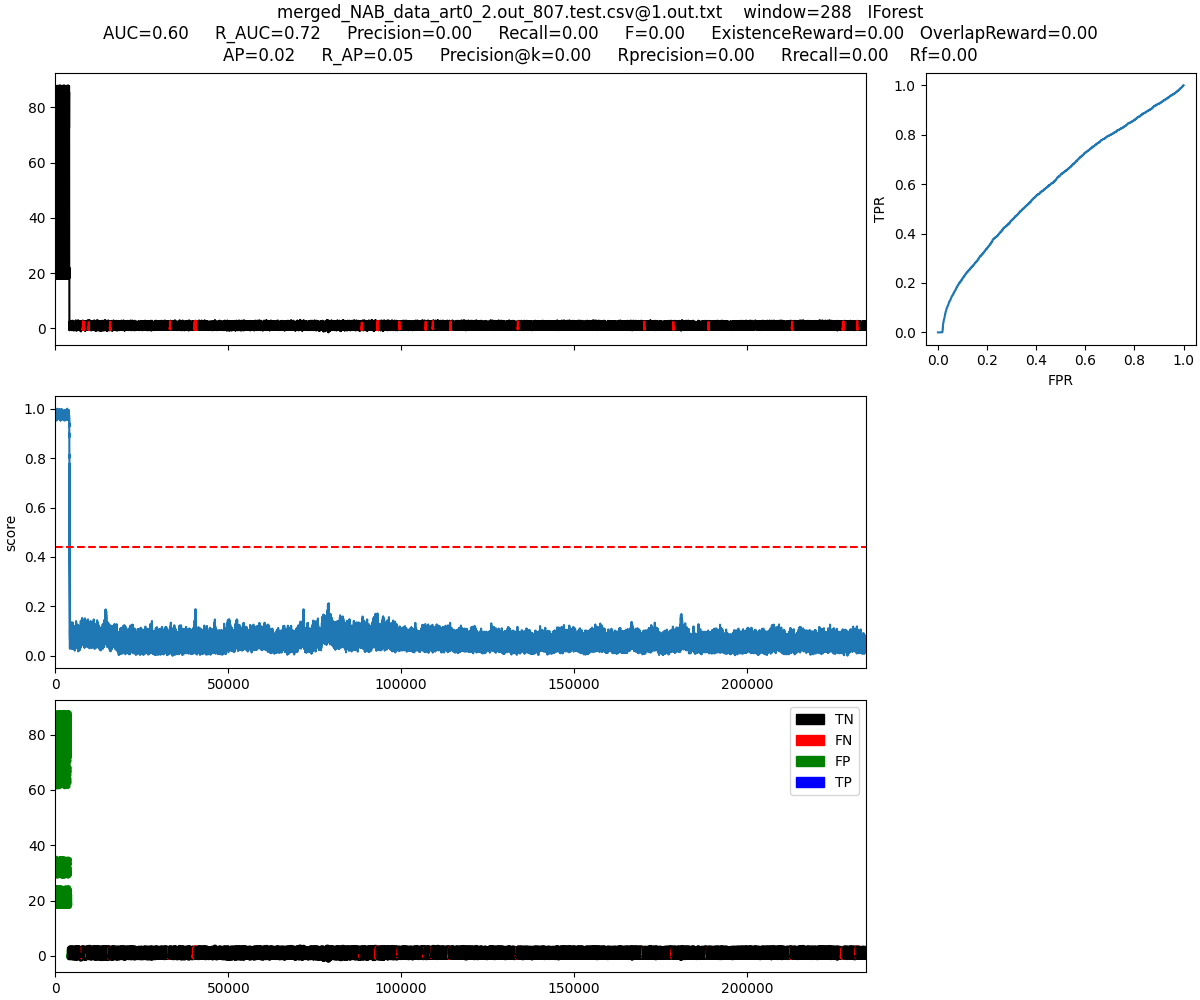 merged_NAB_data_art0_2.out_807.test.csv@1.out.txt    window=288   IForest
AUC=0.60     R_AUC=0.72     Precision=0.00     Recall=0.00     F=0.00     ExistenceReward=0.00   OverlapReward=0.00
AP=0.02     R_AP=0.05     Precision@k=0.00     Rprecision=0.00     Rrecall=0.00    Rf=0.00
80
60
40
20
0
1.0
0.8
0.6
0.4
0.2
0.0
TPR
0.0 0.2 0.4 0.6 0.8 1.0
FPR
1.0
0.8
0.6
0.4
0.2
0.0
score
0 50000 100000 150000 200000
80
60
40
20
0
TN
FN
FP
TP
0 50000 100000 150000 200000